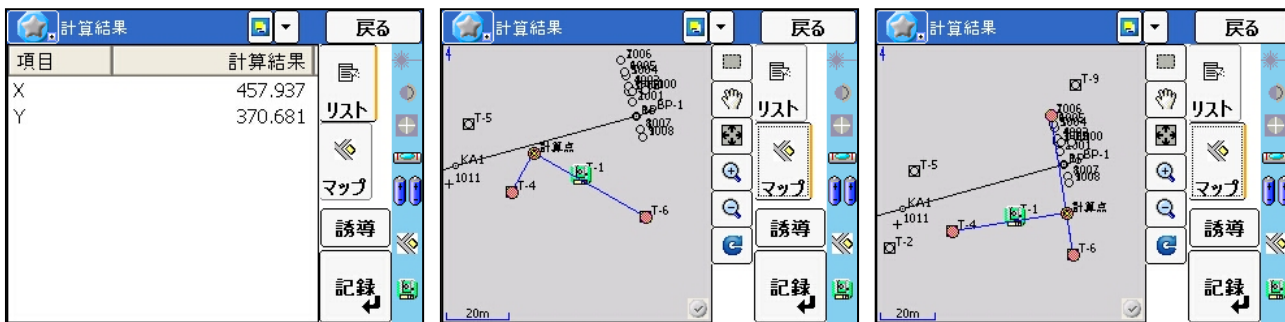 計算結果
戻る
項目 計算結果
X 457.937
Y 370.681
リスト
マップ
誘導
記録
計算結果
戻る
4
T-5
BP-1
KA1
1011
計算点
T-1
T-4
T-6
20m
リスト
マップ
誘導
記録
計算結果
戻る
4
T-9
T-5
BP-1
KA1
1011
計算点
T-1
T-4
T-2
T-6
20m
リスト
マップ
誘導
記録